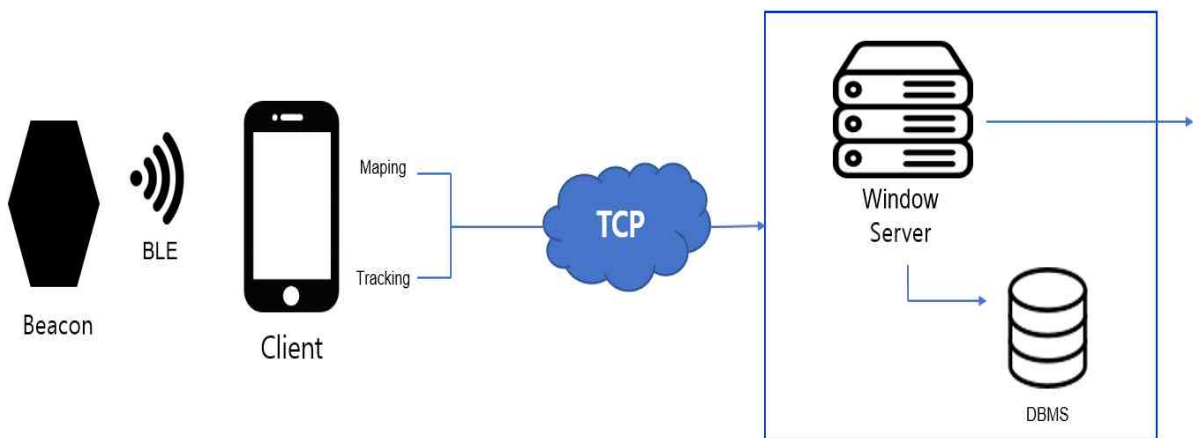 Beacon
BLE
Client
Maping
Tracking
TCP
Window
Server
DBMS